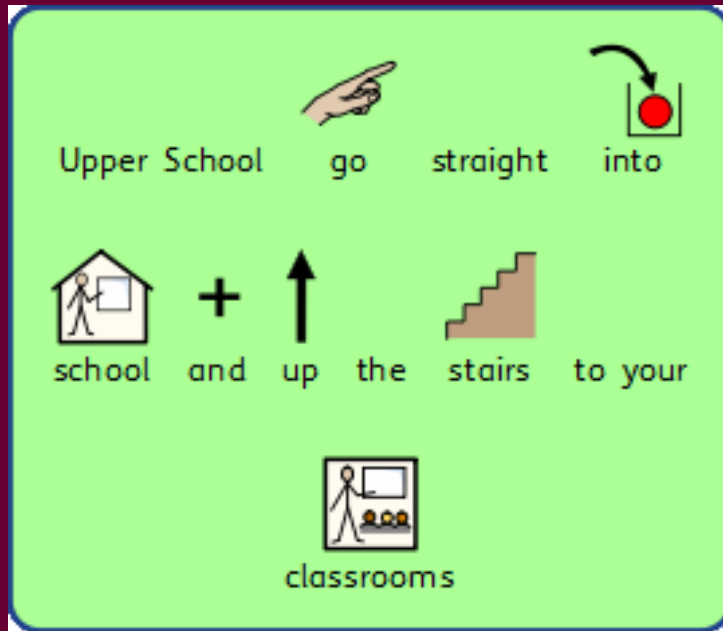 Upper School go straight into
school and up the stairs to your
classrooms